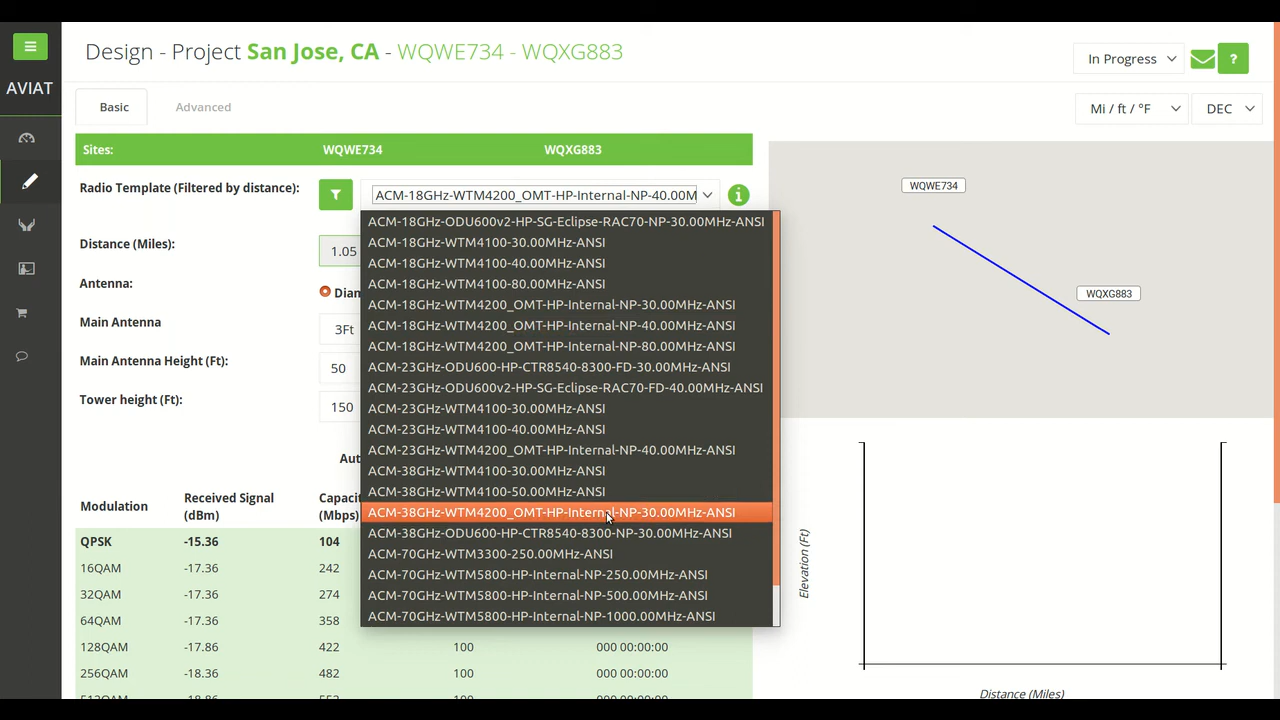 Design - Project San Jose, CA - WQWE734 - WQXG883
In Progress
?
AVIAT
Basic
Advanced
Mi / ft / °F
DEC
Sites:
WQWE734
WQXG883
Radio Template (Filtered by distance):
ACM-18GHz-WTM4200_OMT-HP-Internal-NP-40.00M
i
ACM-18GHz-ODU600v2-HP-SG-Eclipse-RAC70-NP-30.00MHz-ANSI
ACM-18GHz-WTM4100-30.00MHz-ANSI
ACM-18GHz-WTM4100-40.00MHz-ANSI
ACM-18GHz-WTM4100-80.00MHz-ANSI
ACM-18GHz-WTM4200_OMT-HP-Internal-NP-30.00MHz-ANSI
ACM-18GHz-WTM4200_OMT-HP-Internal-NP-40.00MHz-ANSI
ACM-18GHz-WTM4200_OMT-HP-Internal-NP-80.00MHz-ANSI
ACM-23GHz-ODU600-HP-CTR8540-8300-FD-30.00MHz-ANSI
ACM-23GHz-ODU600v2-HP-SG-Eclipse-RAC70-FD-40.00MHz-ANSI
ACM-23GHz-WTM4100-30.00MHz-ANSI
ACM-23GHz-WTM4100-40.00MHz-ANSI
ACM-23GHz-WTM4200_OMT-HP-Internal-NP-40.00MHz-ANSI
ACM-38GHz-WTM4100-30.00MHz-ANSI
ACM-38GHz-WTM4100-50.00MHz-ANSI
ACM-38GHz-WTM4200_OMT-HP-Internal-NP-30.00MHz-ANSI
ACM-38GHz-ODU600-HP-CTR8540-8300-NP-30.00MHz-ANSI
ACM-70GHz-WTM3300-250.00MHz-ANSI
ACM-70GHz-WTM5800-HP-Internal-NP-250.00MHz-ANSI
ACM-70GHz-WTM5800-HP-Internal-NP-500.00MHz-ANSI
ACM-70GHz-WTM5800-HP-Internal-NP-1000.00MHz-ANSI
Distance (Miles):
1.05
Antenna:
Diam
Main Antenna
3Ft
Main Antenna Height (Ft):
50
Tower height (Ft):
150
Aut
Modulation
Received Signal
(dBm)
Capacit
(Mbps)
QPSK -15.36 104
16QAM -17.36 242
32QAM -17.36 274
64QAM -17.36 358
128QAM -17.86 422 100 000 00:00:00
256QAM -18.36 482 100 000 00:00:00
512QAM -18.86 552 100 000 00:00:00
WQWE734
WQXG883
Elevation (Ft)
Distance (Miles)